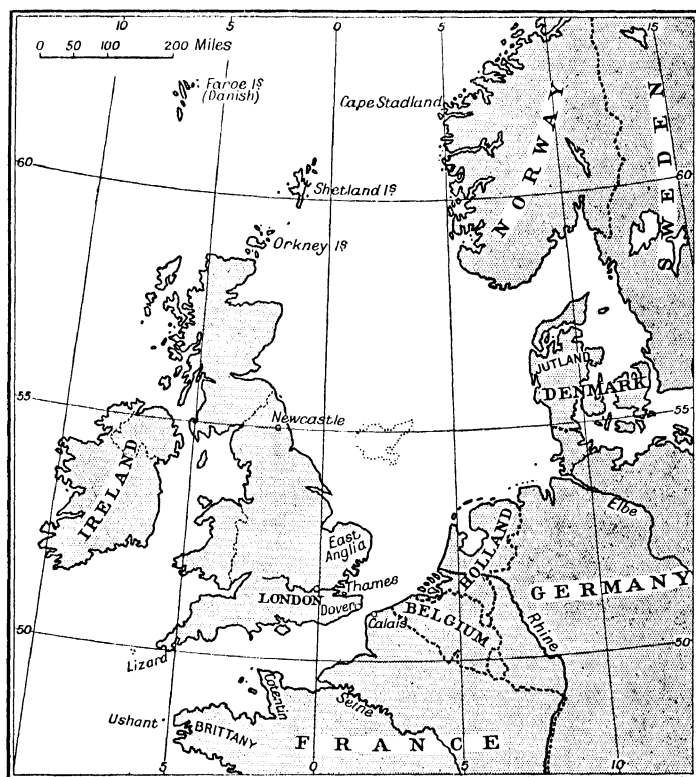 10 5 0 5 10 15
0 50 100 200 Miles
Faroe Is
(Danish)
Cape Stadland
NORWAY
SWEDEN
60
Shetland Is
60
Orkney Is
JUTLAND
DENMARK
55
Newcastle
55
IRELAND
Elbe
East
Anglia
HOLLAND
GERMANY
Thames
LONDON
Dover
Calais
BELGIUM
Rhine
50
50
Lizard
Cotentin
Seine
Ushant
BRITTANY
FRANCE
5 0 5 10